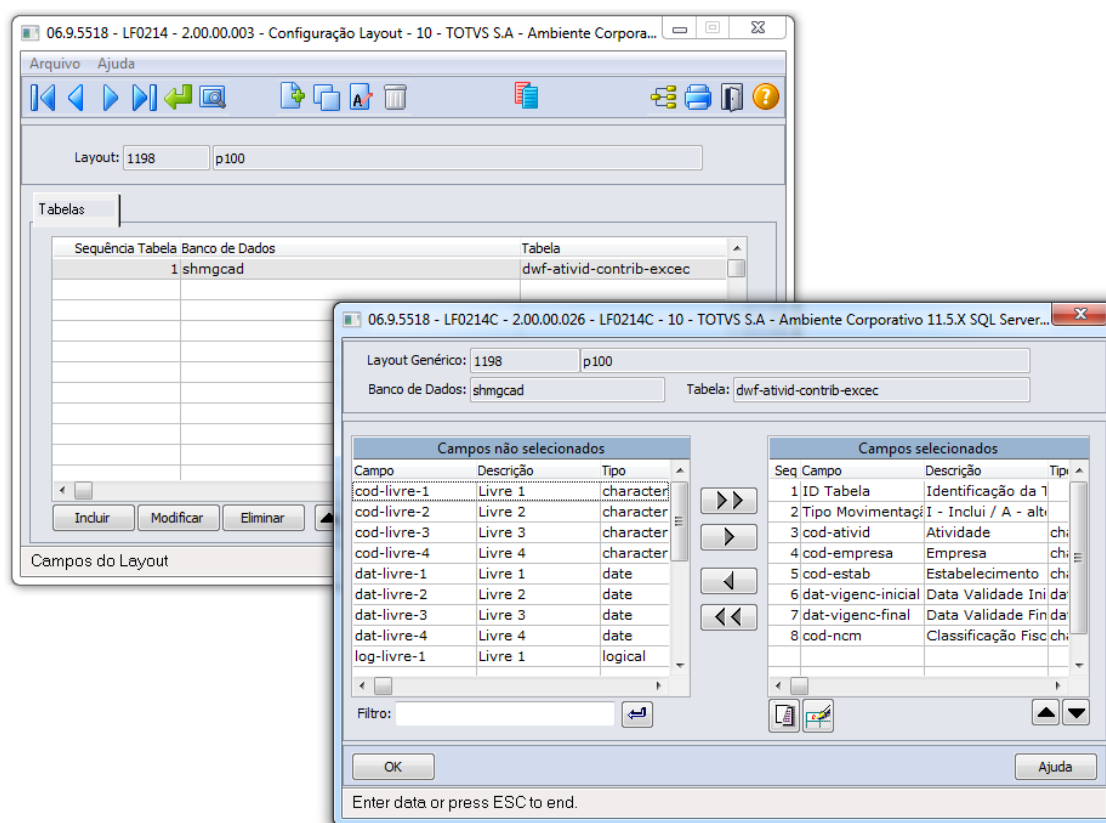 06.9.5518 - LF0214 - 2.00.00.003 - Configuração Layout - 10 - TOTVS S.A - Ambiente Corpora...
Arquivo Ajuda
Layout: 1198 p100
Tabelas
Sequência Tabela Banco de Dados Tabela
1 shmgcad dwf-ativid-contrib-excec
Incluir Modificar Eliminar
Campos do Layout
06.9.5518 - LF0214C - 2.00.00.026 - LF0214C - 10 - TOTVS S.A - Ambiente Corporativo 11.5.X SQL Server...
Layout Genérico: 1198 p100
Banco de Dados: shmgcad Tabela: dwf-ativid-contrib-excec
Campos não selecionados
Campo Descrição Tipo
cod-livre-1 Livre 1 character
cod-livre-2 Livre 2 character
cod-livre-3 Livre 3 character
cod-livre-4 Livre 4 character
dat-livre-1 Livre 1 date
dat-livre-2 Livre 2 date
dat-livre-3 Livre 3 date
dat-livre-4 Livre 4 date
log-livre-1 Livre 1 logical
Filtro:
Campos selecionados
Seq Campo Descrição Tip
1 ID Tabela Identificação da T
2 Tipo Movimentaç I - Inclui / A - alt
3 cod-ativid Atividade cha
4 cod-empresa Empresa cha
5 cod-estab Estabelecimento cha
6 dat-vigenc-inicial Data Validade Ini dat
7 dat-vigenc-final Data Validade Fin dat
8 cod-ncm Classificação Fisc cha
OK Ajuda
Enter data or press ESC to end.